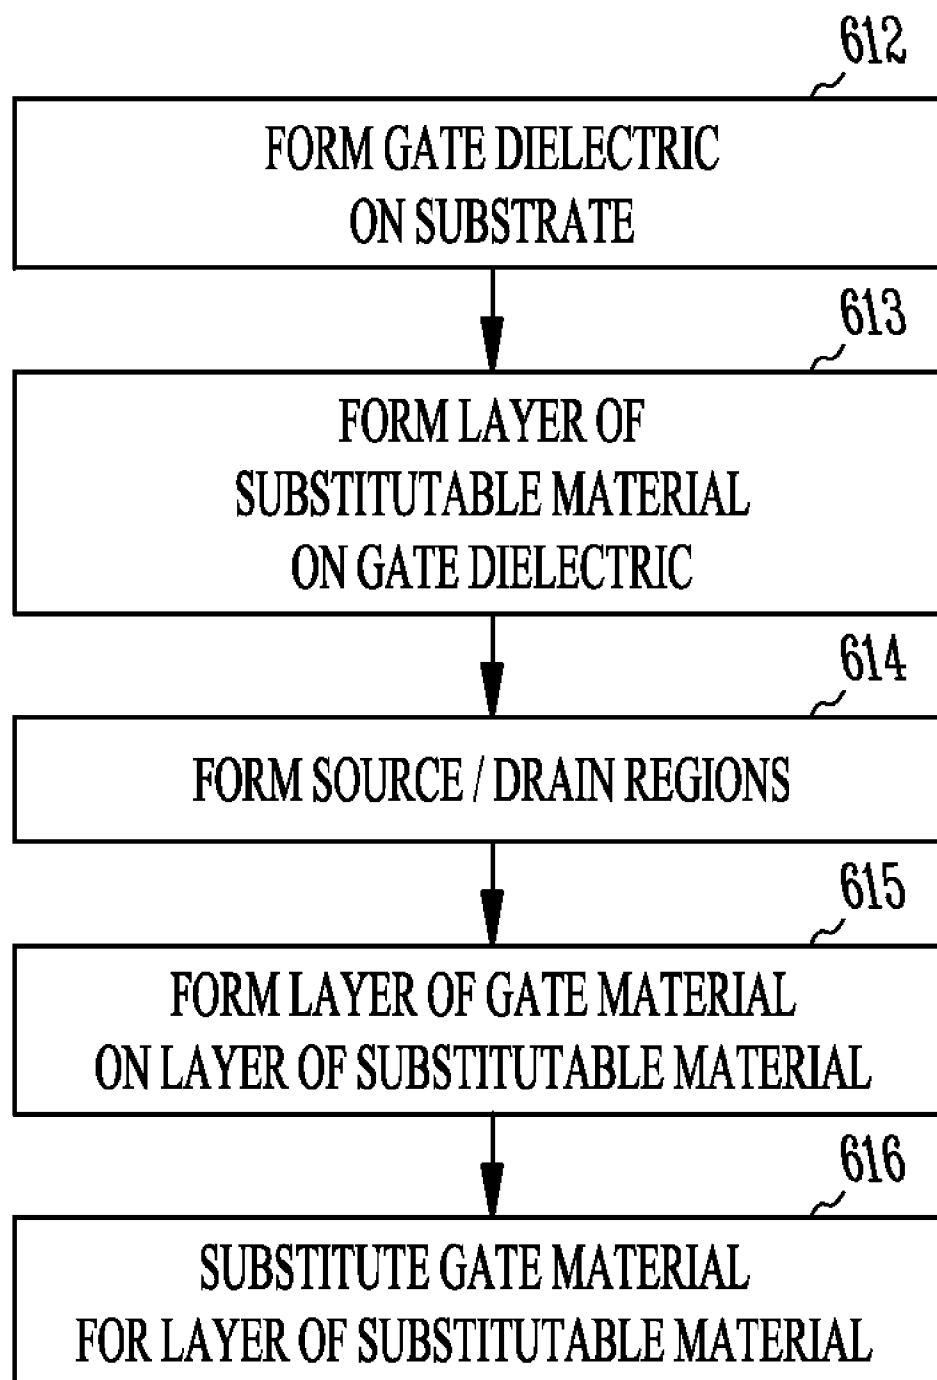 612
FORM GATE DIELECTRIC
ON SUBSTRATE
613
FORM LAYER OF
SUBSTITUTABLE MATERIAL
ON GATE DIELECTRIC
614
FORM SOURCE / DRAIN REGIONS
615
FORM LAYER OF GATE MATERIAL
ON LAYER OF SUBSTITUTABLE MATERIAL
616
SUBSTITUTE GATE MATERIAL
FOR LAYER OF SUBSTITUTABLE MATERIAL